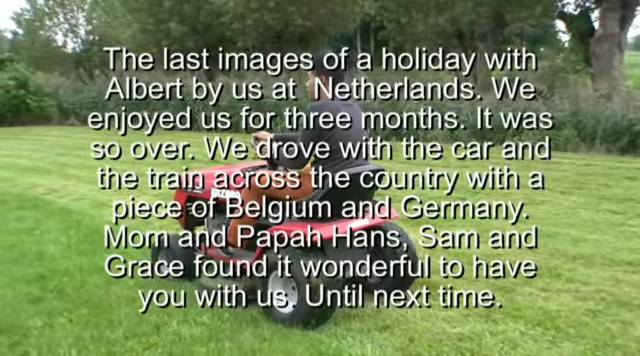 The last images of a holiday with
Albert by us at Netherlands. We
enjoyed us for three months. It was
so over. We drove with the car and
the train across the country with a
piece of Belgium and Germany.
Mom and Papah Hans, Sam and
Grace found it wonderful to have
you with us. Until next time.